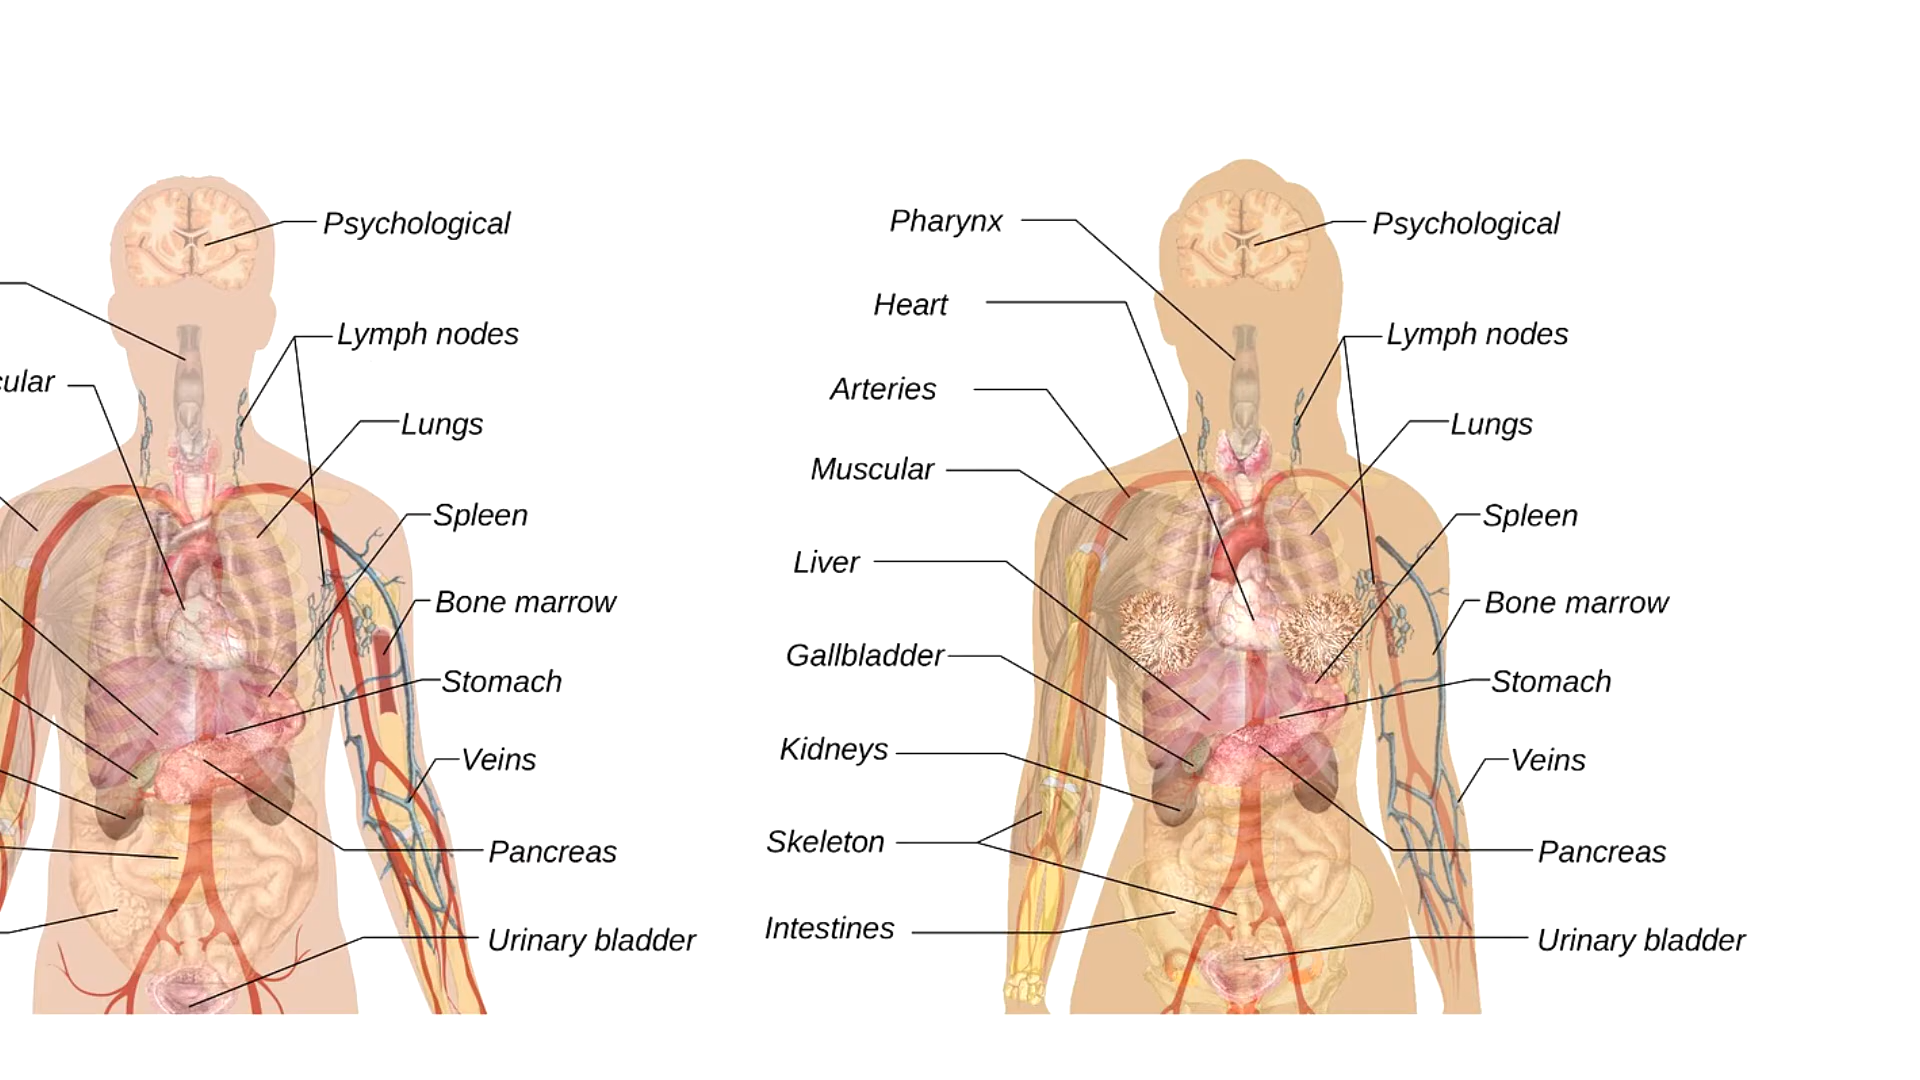 Psychological
Lymph nodes
cular
Lungs
Spleen
Bone marrow
Stomach
Veins
Pancreas
Urinary bladder
Pharynx
Heart
Arteries
Muscular
Liver
Gallbladder
Kidneys
Skeleton
Intestines
Psychological
Lymph nodes
Lungs
Spleen
Bone marrow
Stomach
Veins
Pancreas
Urinary bladder